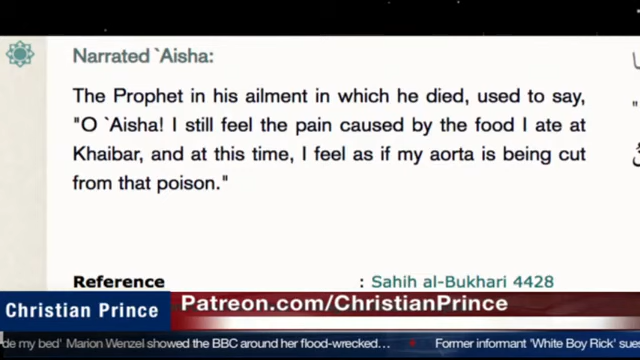 Narrated `Aisha:
The Prophet in his ailment in which he died, used to say,
"O `Aisha! I still feel the pain caused by the food I ate at
Khaibar, and at this time, I feel as if my aorta is being cut
from that poison."
Reference : Sahih al-Bukhari 4428
Christian Prince
Patreon.com/ChristianPrince
de my bed' Marion Wenzel showed the BBC around her flood-wrecked... Former informant 'White Boy Rick' sues